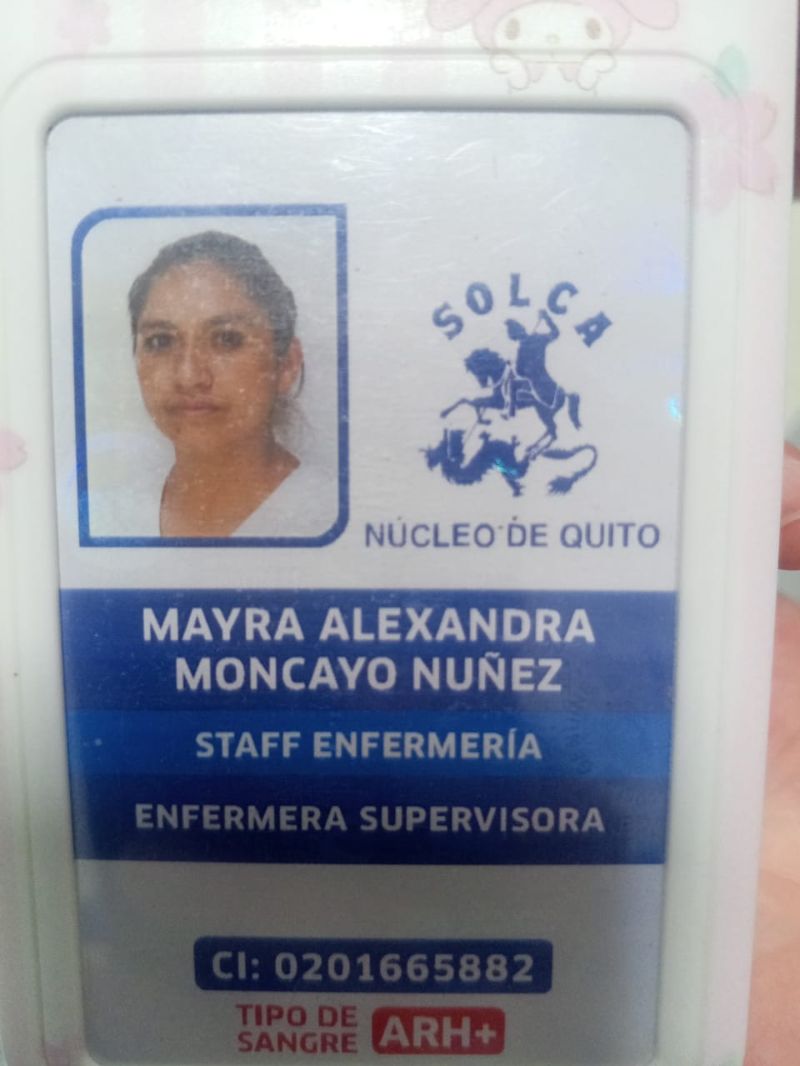 SOLCA
NÚCLEO DE QUITO
MAYRA ALEXANDRA
MONCAYO NUÑEZ
STAFF ENFERMERÍA
ENFERMERA SUPERVISORA
CI: 0201665882
TIPO DE
SANGRE ARH+